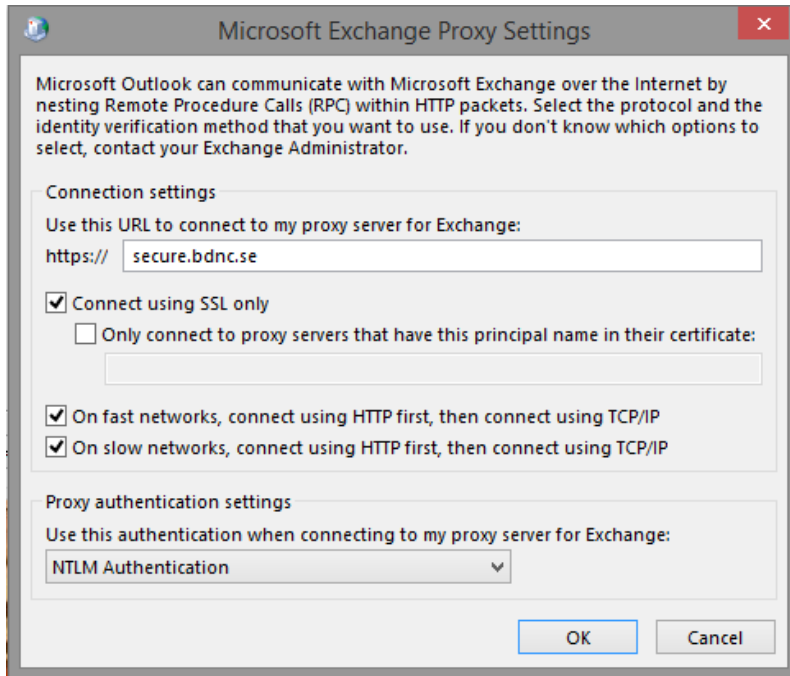 Microsoft Exchange Proxy Settings
Microsoft Outlook can communicate with Microsoft Exchange over the Internet by
nesting Remote Procedure Calls (RPC) within HTTP packets. Select the protocol and the
identity verification method that you want to use. If you don't know which options to
select, contact your Exchange Administrator.
Connection settings
Use this URL to connect to my proxy server for Exchange:
https:// secure.bdnc.se
Connect using SSL only
Only connect to proxy servers that have this principal name in their certificate:
On fast networks, connect using HTTP first, then connect using TCP/IP
On slow networks, connect using HTTP first, then connect using TCP/IP
Proxy authentication settings
Use this authentication when connecting to my proxy server for Exchange:
NTLM Authentication
OK Cancel